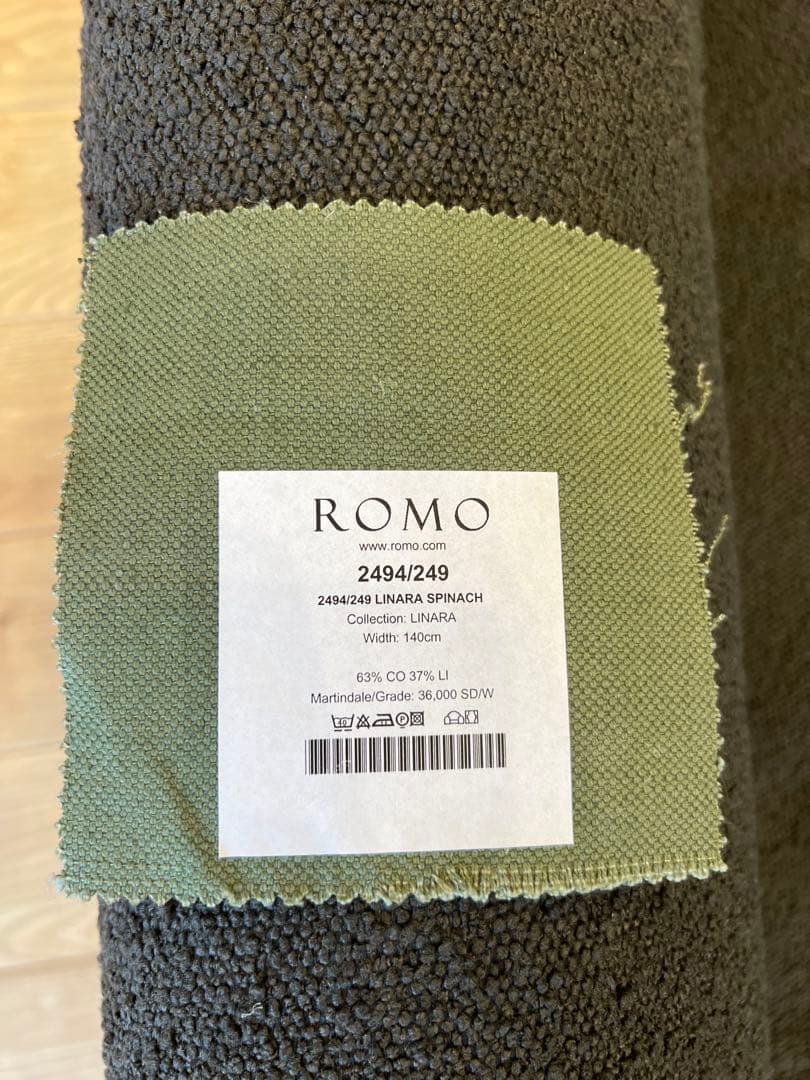 ROMO
www.romo.com
2494/249
2494/249 LINARA SPINACH
Collection: LINARA
Width: 140cm
63% CO 37% LI
Martindale/Grade: 36,000 SD/W
40 P